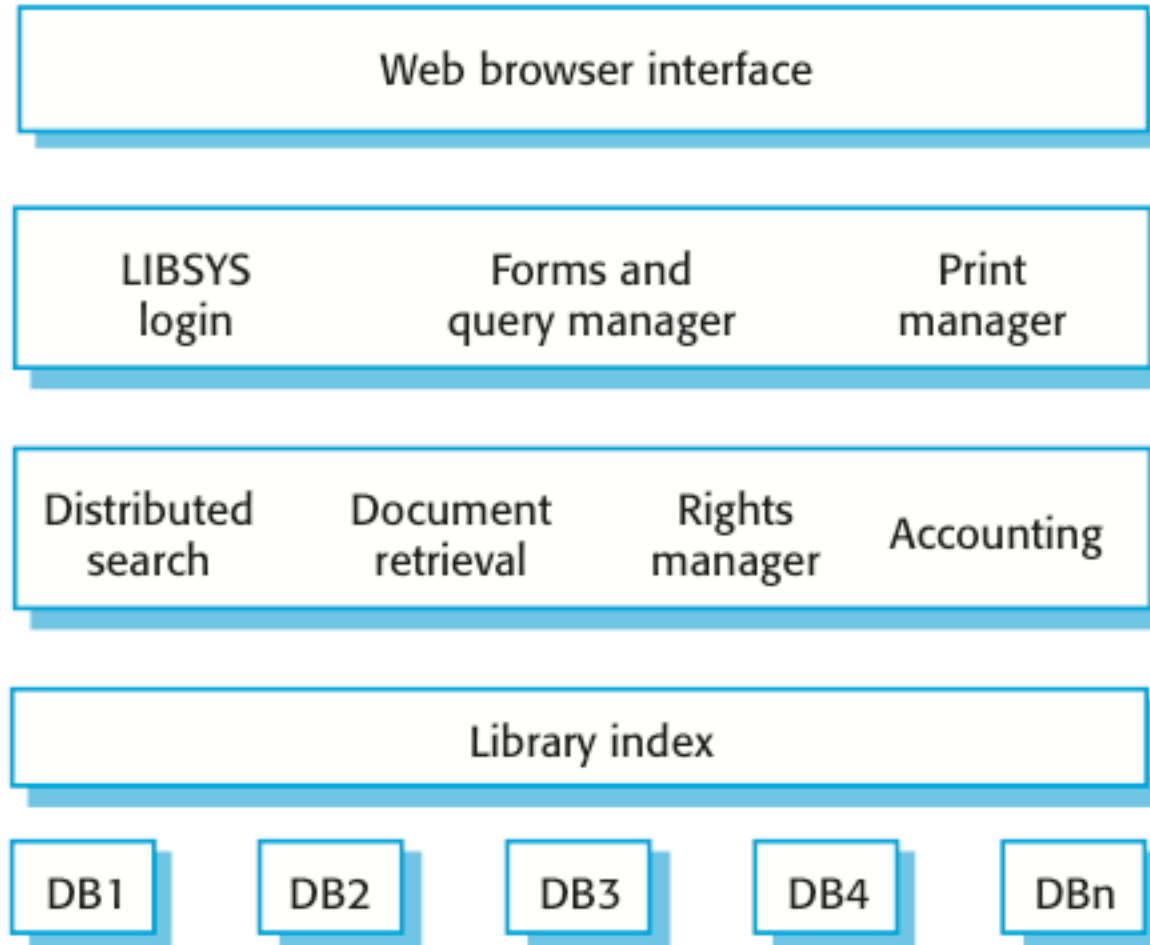 Web browser interface
LIBSYS
login
Forms and
query manager
Print
manager
Distributed
search
Document
retrieval
Rights
manager
Accounting
Library index
DB1
DB2
DB3
DB4
DBn